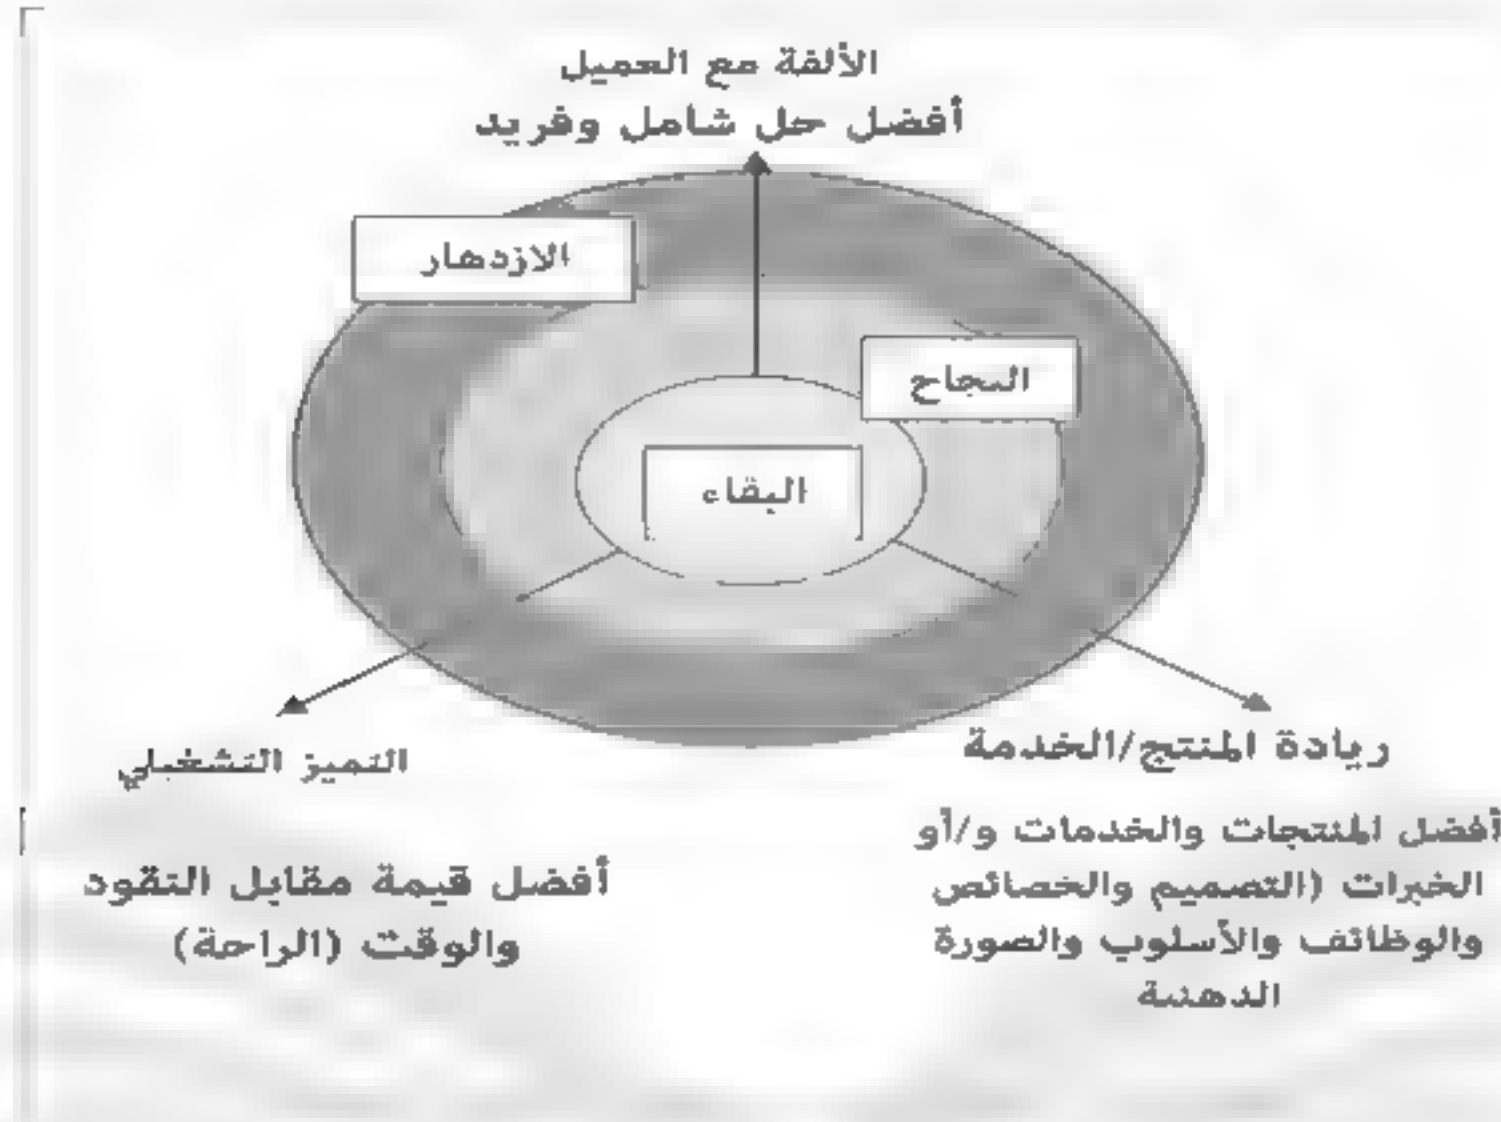 الألفة مع العميل
أفضل حل شامل وفريد
الازدهار
النجاح
البقاء
ريادة المنتج/الخدمة
أفضل المنتجات والخدمات و/أو
الخبرات (التصميم والخصائص
والوظائف والأسلوب والصورة
الذهنية
التميز التشغيلي
أفضل قيمة مقابل النقود
والوقت (الراحة)